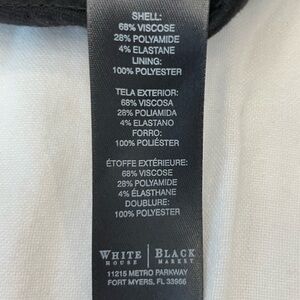 SHELL:
68% VISCOSE
28% POLYAMIDE
4% ELASTANE
LINING:
100% POLYESTER
TELA EXTERIOR:
68% VISCOSA
28% POLIAMIDA
4% ELASTANO
FORRO:
100% POLIÉSTER
ÉTOFFE EXTÉRIEURE:
68% VISCOSE
28% POLYAMIDE
4% ÉLASTHANE
DOUBLURE:
100% POLYESTER
WHITE | BLACK
HOUSE | MARKET
11215 METRO PARKWAY
FORT MYERS, FL 33966